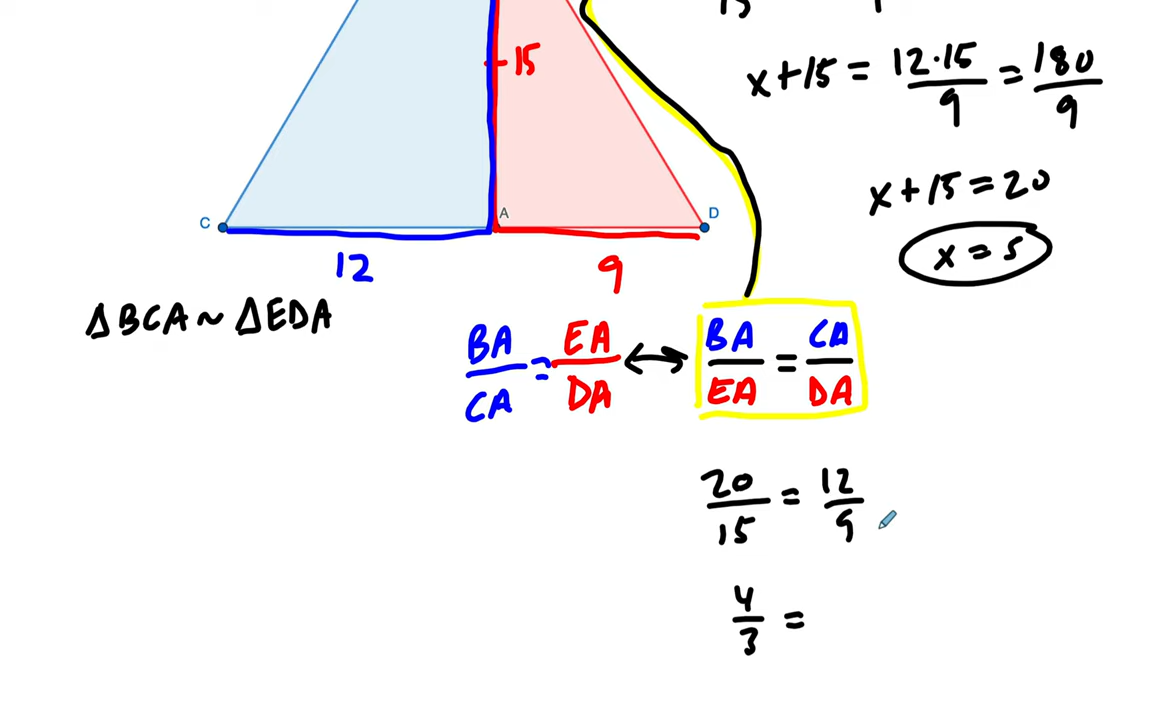 15
x+15 = 12·15/9 = 180/9
C
A
D
x+15 = 20
12
9
x = 5
ΔBCA ~ ΔEDA
BA/CA = EA/DA ↔ BA/EA = CA/DA
20/15 = 12/9
4/3 =